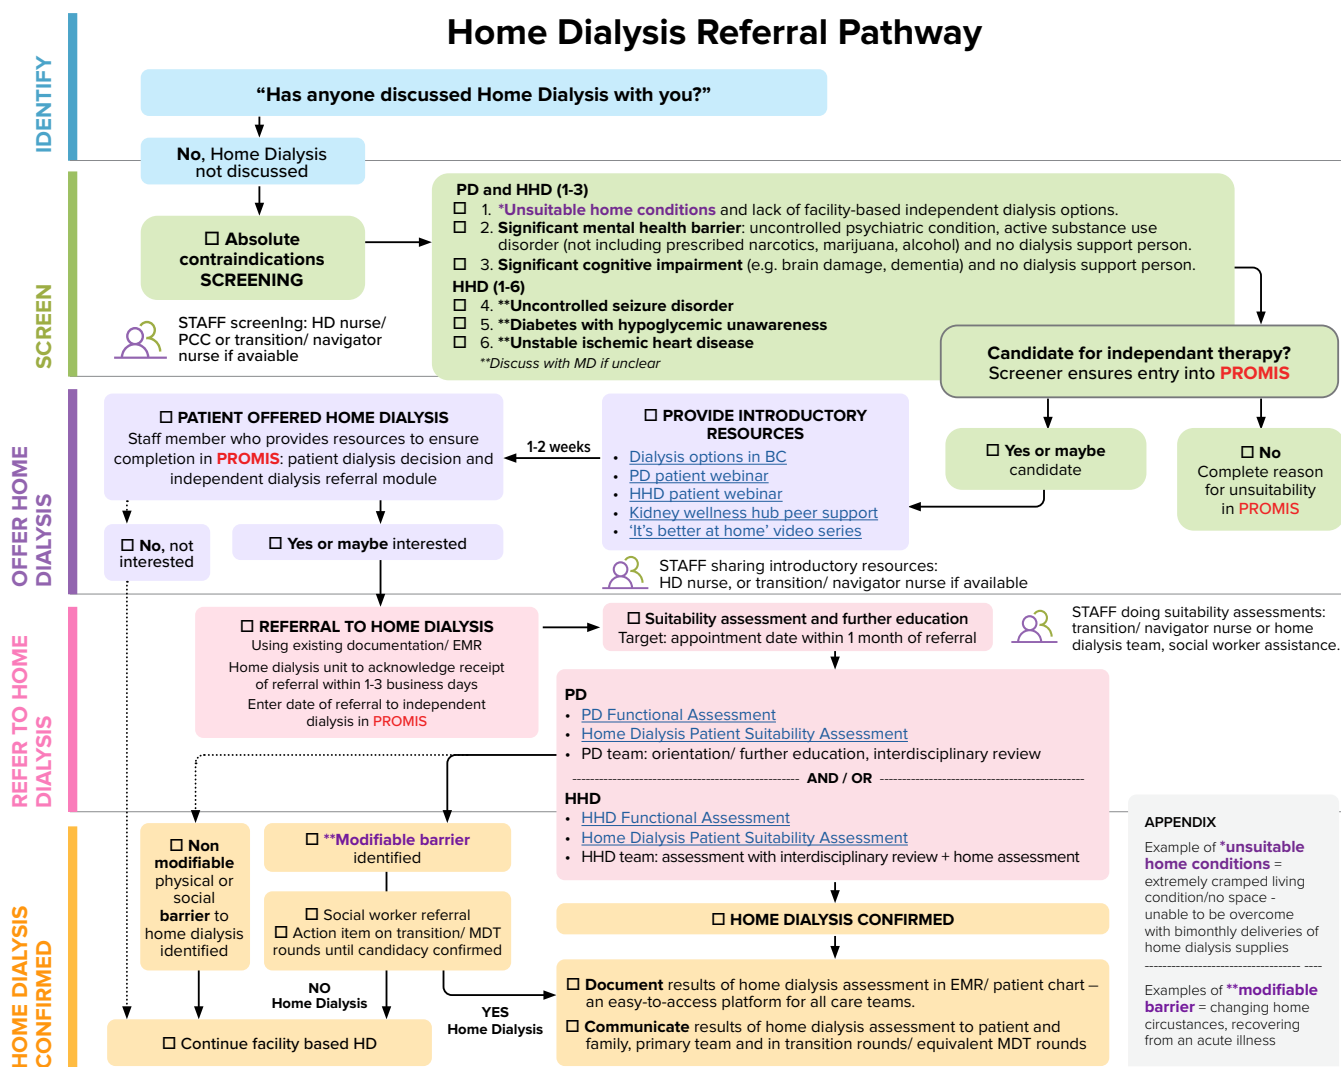 Home Dialysis Referral Pathway
IDENTIFY
“Has anyone discussed Home Dialysis with you?”
No, Home Dialysis
not discussed
SCREEN
Absolute
contraindications
SCREENING
STAFF screenIng: HD nurse/
PCC or transition/ navigator
nurse if avaiable
PD and HHD (1-3)
1. *Unsuitable home conditions and lack of facility-based independent dialysis options.
2. Significant mental health barrier: uncontrolled psychiatric condition, active substance use
disorder (not including prescribed narcotics, marijuana, alcohol) and no dialysis support person.
3. Significant cognitive impairment (e.g. brain damage, dementia) and no dialysis support person.
HHD (1-6)
4. **Uncontrolled seizure disorder
5. **Diabetes with hypoglycemic unawareness
6. **Unstable ischemic heart disease
**Discuss with MD if unclear
Candidate for independant therapy?
Screener ensures entry into PROMIS
Yes or maybe
candidate
No
Complete reason
for unsuitability
in PROMIS
OFFER HOME
DIALYSIS
PROVIDE INTRODUCTORY
RESOURCES
• Dialysis options in BC
• PD patient webinar
• HHD patient webinar
• Kidney wellness hub peer support
• ‘It’s better at home’ video series
STAFF sharing introductory resources:
HD nurse, or transition/ navigator nurse if available
1-2 weeks
PATIENT OFFERED HOME DIALYSIS
Staff member who provides resources to ensure
completion in PROMIS: patient dialysis decision and
independent dialysis referral module
No, not
interested
Yes or maybe interested
REFER TO HOME
DIALYSIS
REFERRAL TO HOME DIALYSIS
Using existing documentation/ EMR
Home dialysis unit to acknowledge receipt
of referral within 1-3 business days
Enter date of referral to independent
dialysis in PROMIS
Suitability assessment and further education
Target: appointment date within 1 month of referral
STAFF doing suitability assessments:
transition/ navigator nurse or home
dialysis team, social worker assistance.
PD
• PD Functional Assessment
• Home Dialysis Patient Suitability Assessment
• PD team: orientation/ further education, interdisciplinary review
AND / OR
HHD
• HHD Functional Assessment
• Home Dialysis Patient Suitability Assessment
• HHD team: assessment with interdisciplinary review + home assessment
HOME DIALYSIS
CONFIRMED
Non
modifiable
physical or
social
barrier to
home dialysis
identified
**Modifiable barrier
identified
Social worker referral
Action item on transition/ MDT
rounds until candidacy confirmed
NO
Home Dialysis
YES
Home Dialysis
Continue facility based HD
HOME DIALYSIS CONFIRMED
Document results of home dialysis assessment in EMR/ patient chart –
an easy-to-access platform for all care teams.
Communicate results of home dialysis assessment to patient and
family, primary team and in transition rounds/ equivalent MDT rounds
APPENDIX
Example of *unsuitable
home conditions =
extremely cramped living
condition/no space -
unable to be overcome
with bimonthly deliveries of
home dialysis supplies
Examples of **modifiable
barrier = changing home
circustances, recovering
from an acute illness